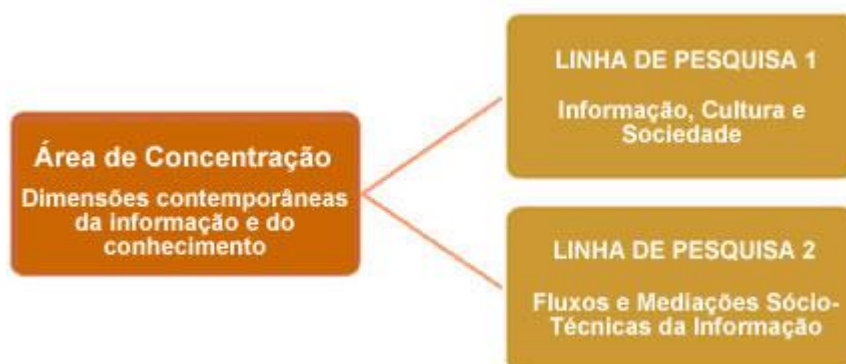 Área de Concentração
Dimensões contemporâneas
da informação e do
conhecimento
LINHA DE PESQUISA 1
Informação, Cultura e
Sociedade
LINHA DE PESQUISA 2
Fluxos e Mediações Sócio-
Técnicas da Informação